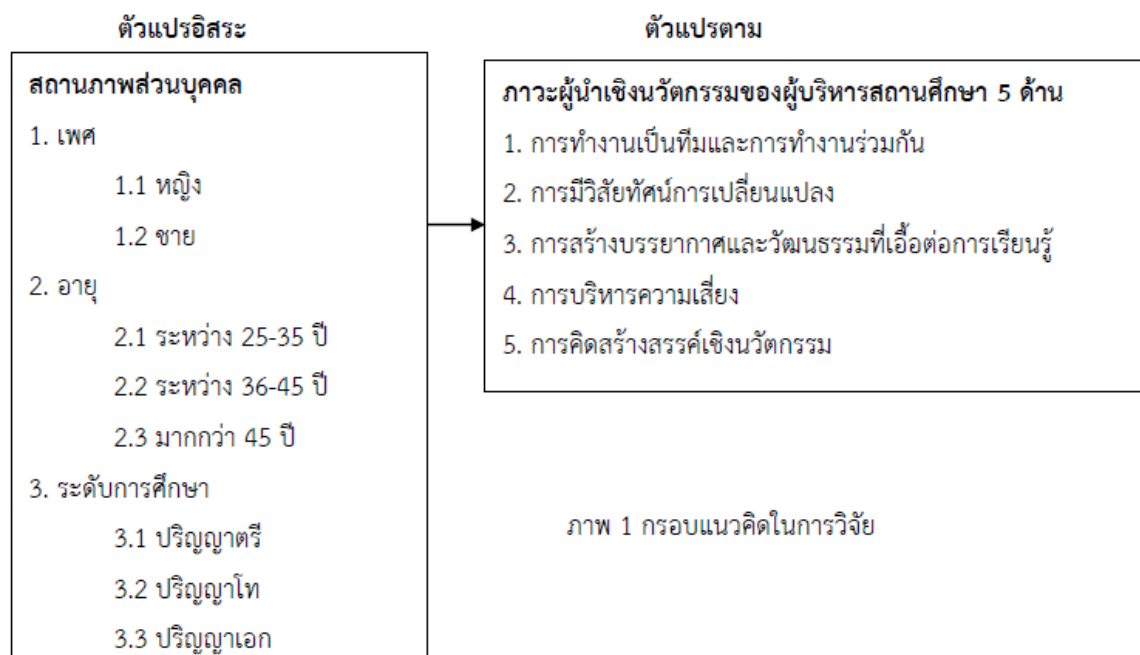 ตัวแปรอิสระ
สถานภาพส่วนบุคคล
1. เพศ
1.1 หญิง
1.2 ชาย
2. อายุ
2.1 ระหว่าง 25-35 ปี
2.2 ระหว่าง 36-45 ปี
2.3 มากกว่า 45 ปี
3. ระดับการศึกษา
3.1 ปริญญาตรี
3.2 ปริญญาโท
3.3 ปริญญาเอก
ตัวแปรตาม
ภาวะผู้นำเชิงนวัตกรรมของผู้บริหารสถานศึกษา 5 ด้าน
1. การทำงานเป็นทีมและการทำงานร่วมกัน
2. การมีวิสัยทัศน์การเปลี่ยนแปลง
3. การสร้างบรรยากาศและวัฒนธรรมที่เอื้อต่อการเรียนรู้
4. การบริหารความเสี่ยง
5. การคิดสร้างสรรค์เชิงนวัตกรรม
ภาพ 1 กรอบแนวคิดในการวิจัย